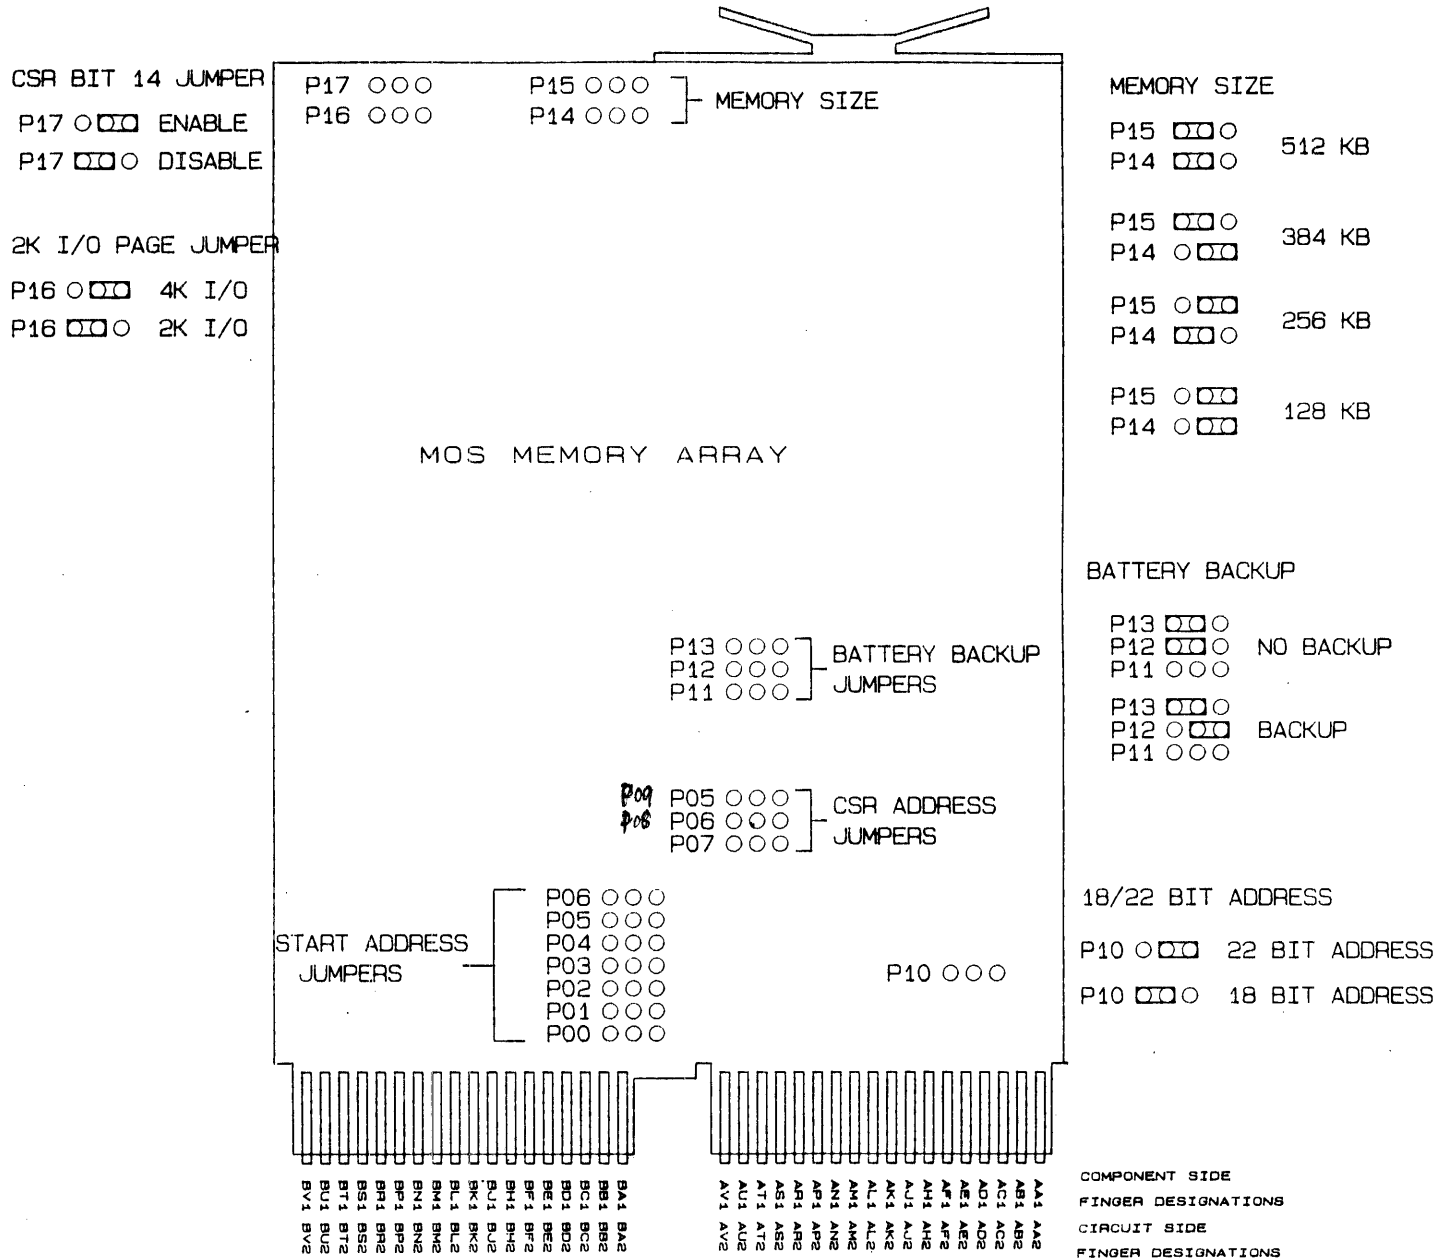 CSR BIT 14 JUMPER
P17 ENABLE
P17 DISABLE
2K I/O PAGE JUMPER
P16 4K I/O
P16 2K I/O
P17
P16
P15
P14
MEMORY SIZE
MEMORY SIZE
P15
P14
512 KB
P15
P14
384 KB
P15
P14
256 KB
P15
P14
128 KB
MOS MEMORY ARRAY
BATTERY BACKUP
P13
P12 NO BACKUP
P11
P13
P12 BACKUP
P11
P13
P12
P11
BATTERY BACKUP
JUMPERS
P09 P05
P08 P06
P07
CSR ADDRESS
JUMPERS
START ADDRESS
JUMPERS
P06
P05
P04
P03
P02
P01
P00
P10
18/22 BIT ADDRESS
P10 22 BIT ADDRESS
P10 18 BIT ADDRESS
BV1 BU1 BT1 BS1 BR1 BP1 BN1 BM1 BL1 BK1 BJ1 BH1 BF1 BE1 BD1 BC1 BB1 BA1
BV2 BU2 BT2 BS2 BR2 BP2 BN2 BM2 BL2 BK2 BJ2 BH2 BF2 BE2 BD2 BC2 BB2 BA2
AV1 AU1 AT1 AS1 AR1 AP1 AN1 AM1 AL1 AK1 AJ1 AH1 AF1 AE1 AD1 AC1 AB1 AA1
AV2 AU2 AT2 AS2 AR2 AP2 AN2 AM2 AL2 AK2 AJ2 AH2 AF2 AE2 AD2 AC2 AB2 AA2
COMPONENT SIDE
FINGER DESIGNATIONS
CIRCUIT SIDE
FINGER DESIGNATIONS